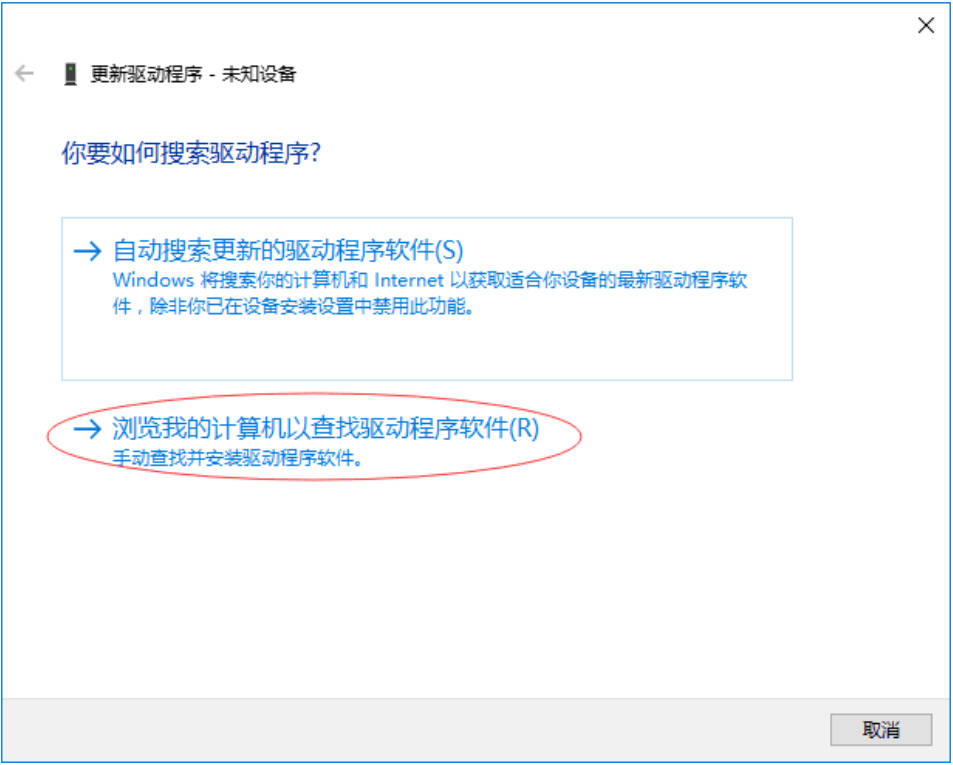 更新驱动程序 - 未知设备
你要如何搜索驱动程序?
自动搜索更新的驱动程序软件(S)
Windows 将搜索你的计算机和 Internet 以获取适合你设备的最新驱动程序软
件，除非你已在设备安装设置中禁用此功能。
浏览我的计算机以查找驱动程序软件(R)
手动查找并安装驱动程序软件。
取消